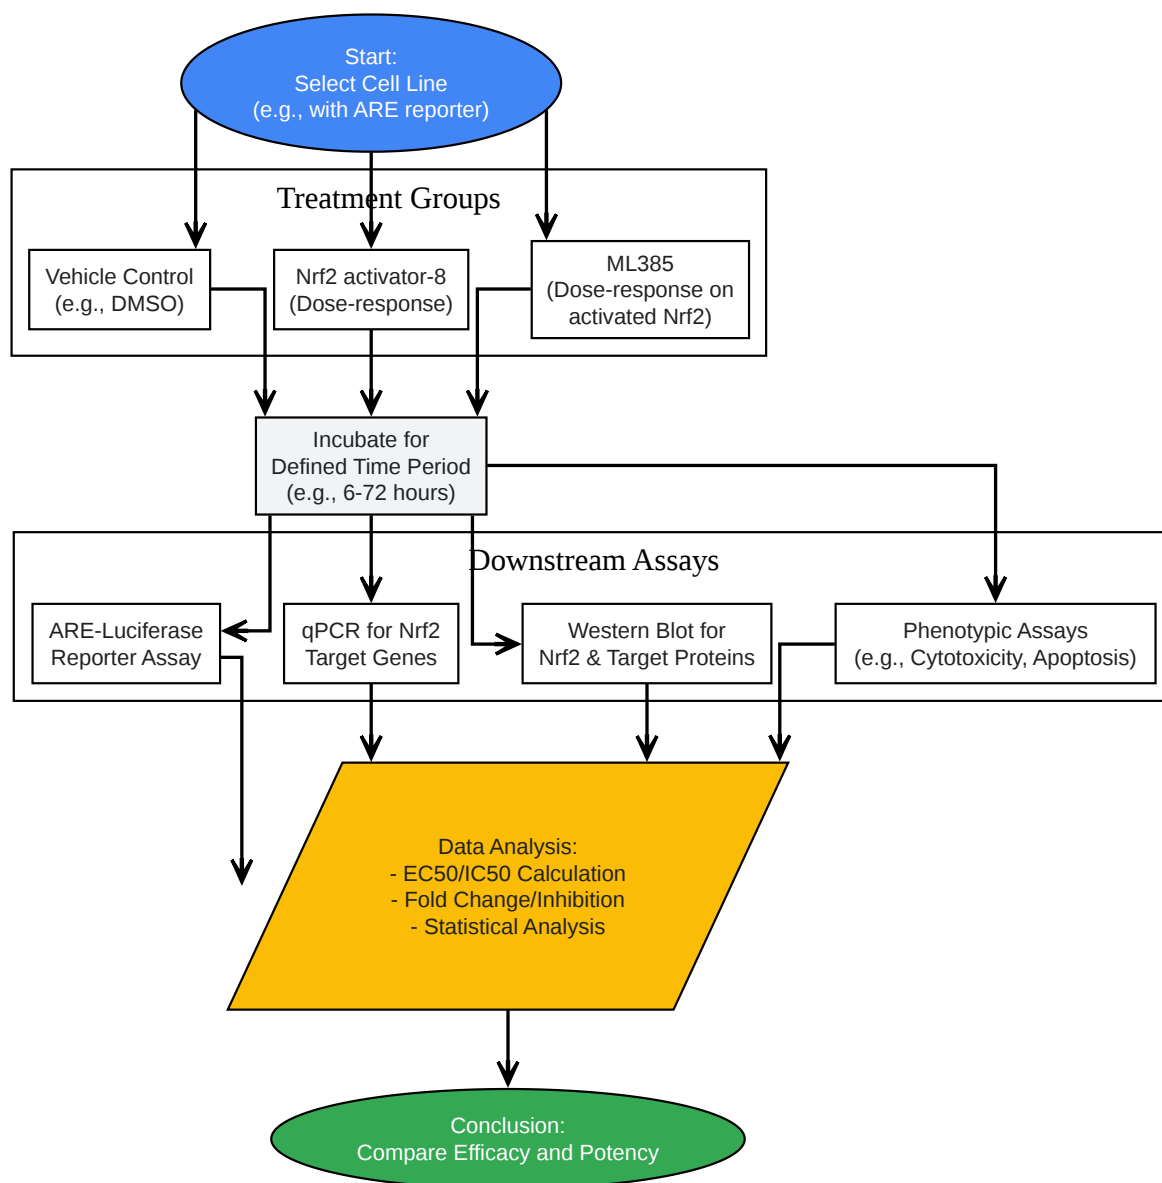 Start:
Select Cell Line
(e.g., with ARE reporter)
Treatment Groups
Vehicle Control
(e.g., DMSO)
Nrf2 activator-8
(Dose-response)
ML385
(Dose-response on
activated Nrf2)
Incubate for
Defined Time Period
(e.g., 6-72 hours)
Downstream Assays
ARE-Luciferase
Reporter Assay
qPCR for Nrf2
Target Genes
Western Blot for
Nrf2 & Target Proteins
Phenotypic Assays
(e.g., Cytotoxicity, Apoptosis)
Data Analysis:
- EC50/IC50 Calculation
- Fold Change/Inhibition
- Statistical Analysis
Conclusion:
Compare Efficacy and Potency